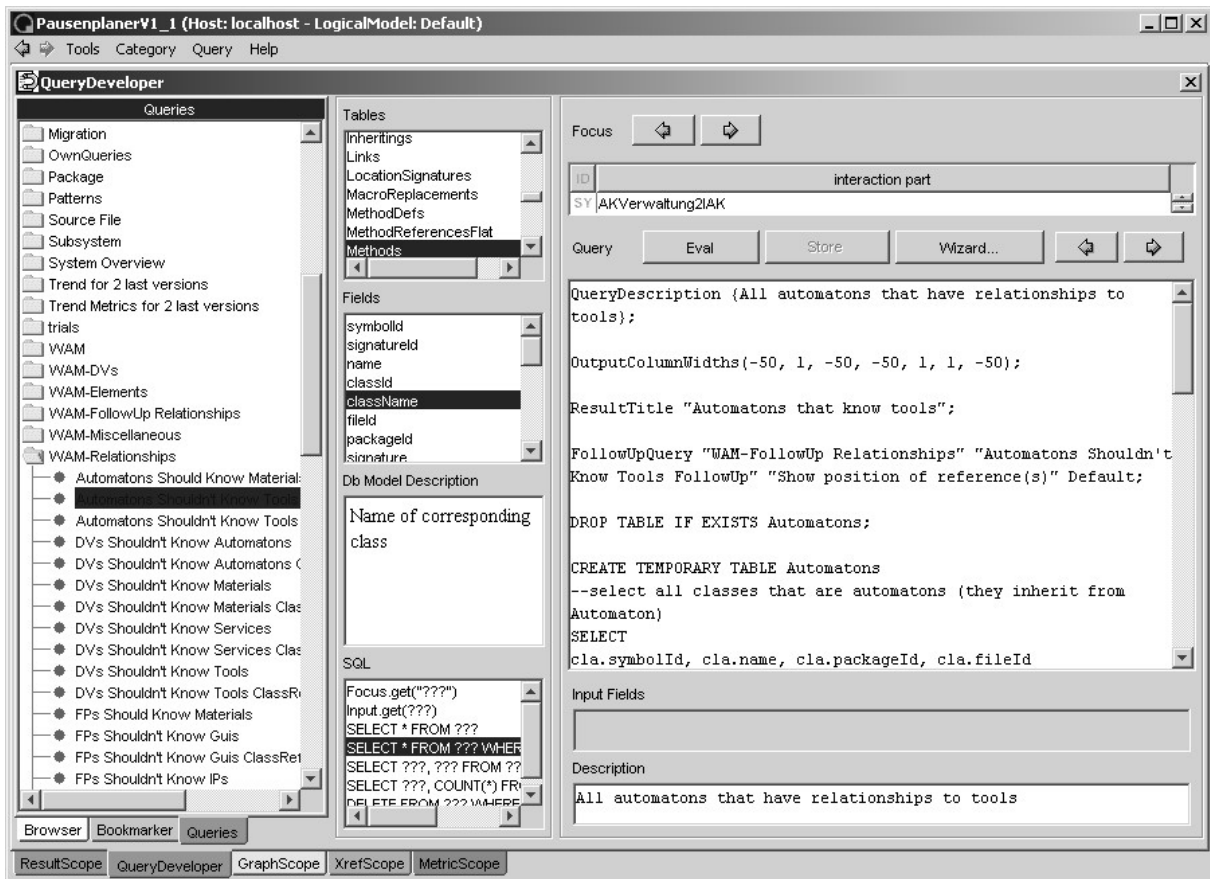 PausenplanerV1_1 (Host: localhost - LogicalModel: Default)
Tools Category Query Help
QueryDeveloper
Queries
Migration
OwnQueries
Package
Patterns
Source File
Subsystem
System Overview
Trend for 2 last versions
Trend Metrics for 2 last versions
trials
WAM
WAM-DVs
WAM-Elements
WAM-FollowUp Relationships
WAM-Miscellaneous
WAM-Relationships
Automatons Should Know Materials
Automatons Shouldn't Know Tools
Automatons Shouldn't Know Tools
DVs Shouldn't Know Automatons
DVs Shouldn't Know Automatons C
DVs Shouldn't Know Materials
DVs Shouldn't Know Materials Clas
DVs Shouldn't Know Services
DVs Shouldn't Know Services Clas
DVs Shouldn't Know Tools
DVs Shouldn't Know Tools ClassR
FPs Should Know Materials
FPs Shouldn't Know Guis
FPs Shouldn't Know Guis ClassRef
FPs Shouldn't Know IPs
Browser Bookmarker Queries
Tables
Inheritings
Links
LocationSignatures
MacroReplacements
MethodDefs
MethodReferencesFlat
Methods
Fields
symbolId
signatureId
name
classId
className
fileId
packageId
signature
Db Model Description
Name of corresponding
class
SQL
Focus.get("???")
Input.get(???)
SELECT * FROM ???
SELECT * FROM ??? WHER
SELECT ???, ??? FROM ??
SELECT ???, COUNT(*) FR
DELETE FROM ??? WHERE
Focus
ID interaction part
SY AKVerwaltung2IAK
Query Eval Store Wizard...
QueryDescription {All automatons that have relationships to
tools};
OutputColumnWidths(-50, 1, -50, -50, 1, 1, -50);
ResultTitle "Automatons that know tools";
FollowUpQuery "WAM-FollowUp Relationships" "Automatons Shouldn't
Know Tools FollowUp" "Show position of reference(s)" Default;
DROP TABLE IF EXISTS Automatons;
CREATE TEMPORARY TABLE Automatons
--select all classes that are automatons (they inherit from
Automaton)
SELECT
cla.symbolId, cla.name, cla.packageId, cla.fileId
Input Fields
Description
All automatons that have relationships to tools
ResultScope QueryDeveloper GraphScope XrefScope MetricScope